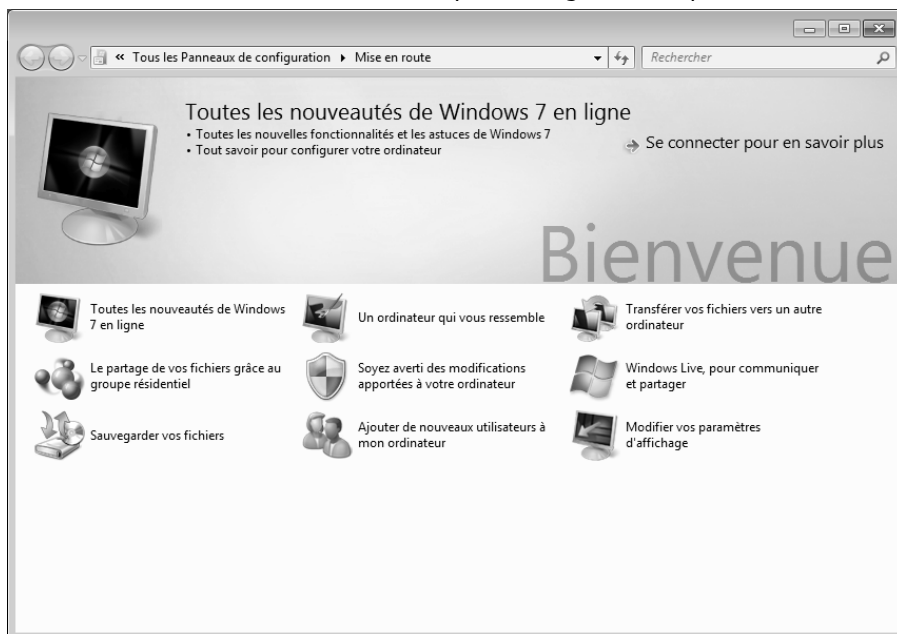 « Tous les Panneaux de configuration Mise en route
Rechercher
Toutes les nouveautés de Windows 7 en ligne
• Toutes les nouvelles fonctionnalités et les astuces de Windows 7
• Tout savoir pour configurer votre ordinateur
Se connecter pour en savoir plus
Bienvenue
Toutes les nouveautés de Windows
7 en ligne
Un ordinateur qui vous ressemble
Transférer vos fichiers vers un autre
ordinateur
Le partage de vos fichiers grâce au
groupe résidentiel
Soyez averti des modifications
apportées à votre ordinateur
Windows Live, pour communiquer
et partager
Sauvegarder vos fichiers
Ajouter de nouveaux utilisateurs à
mon ordinateur
Modifier vos paramètres
d'affichage